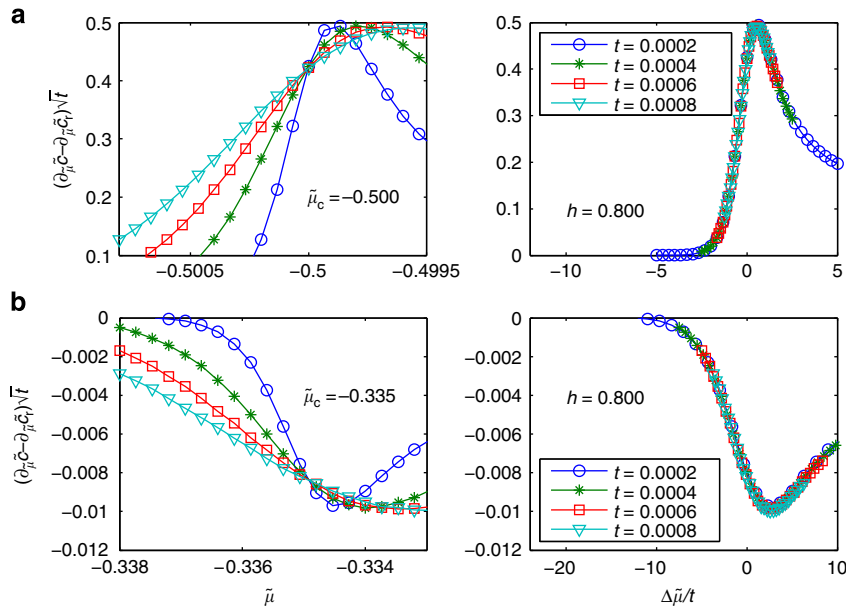 a
(∂μ̃c̃–∂μ̃c̃r)√t
0.5
0.4
0.3
0.2
0.1
−0.5005
−0.5
−0.4995
μ̃c = −0.500
0.5
0.4
0.3
0.2
0.1
0
−10
−5
0
5
t = 0.0002
t = 0.0004
t = 0.0006
t = 0.0008
h = 0.800
b
(∂μ̃c̃–∂μ̃c̃r)√t
0
−0.002
−0.004
−0.006
−0.008
−0.01
−0.012
−0.338
−0.336
−0.334
μ̃
μ̃c = −0.335
0
−0.002
−0.004
−0.006
−0.008
−0.01
−0.012
−20
−10
0
10
Δμ̃/t
h = 0.800
t = 0.0002
t = 0.0004
t = 0.0006
t = 0.0008